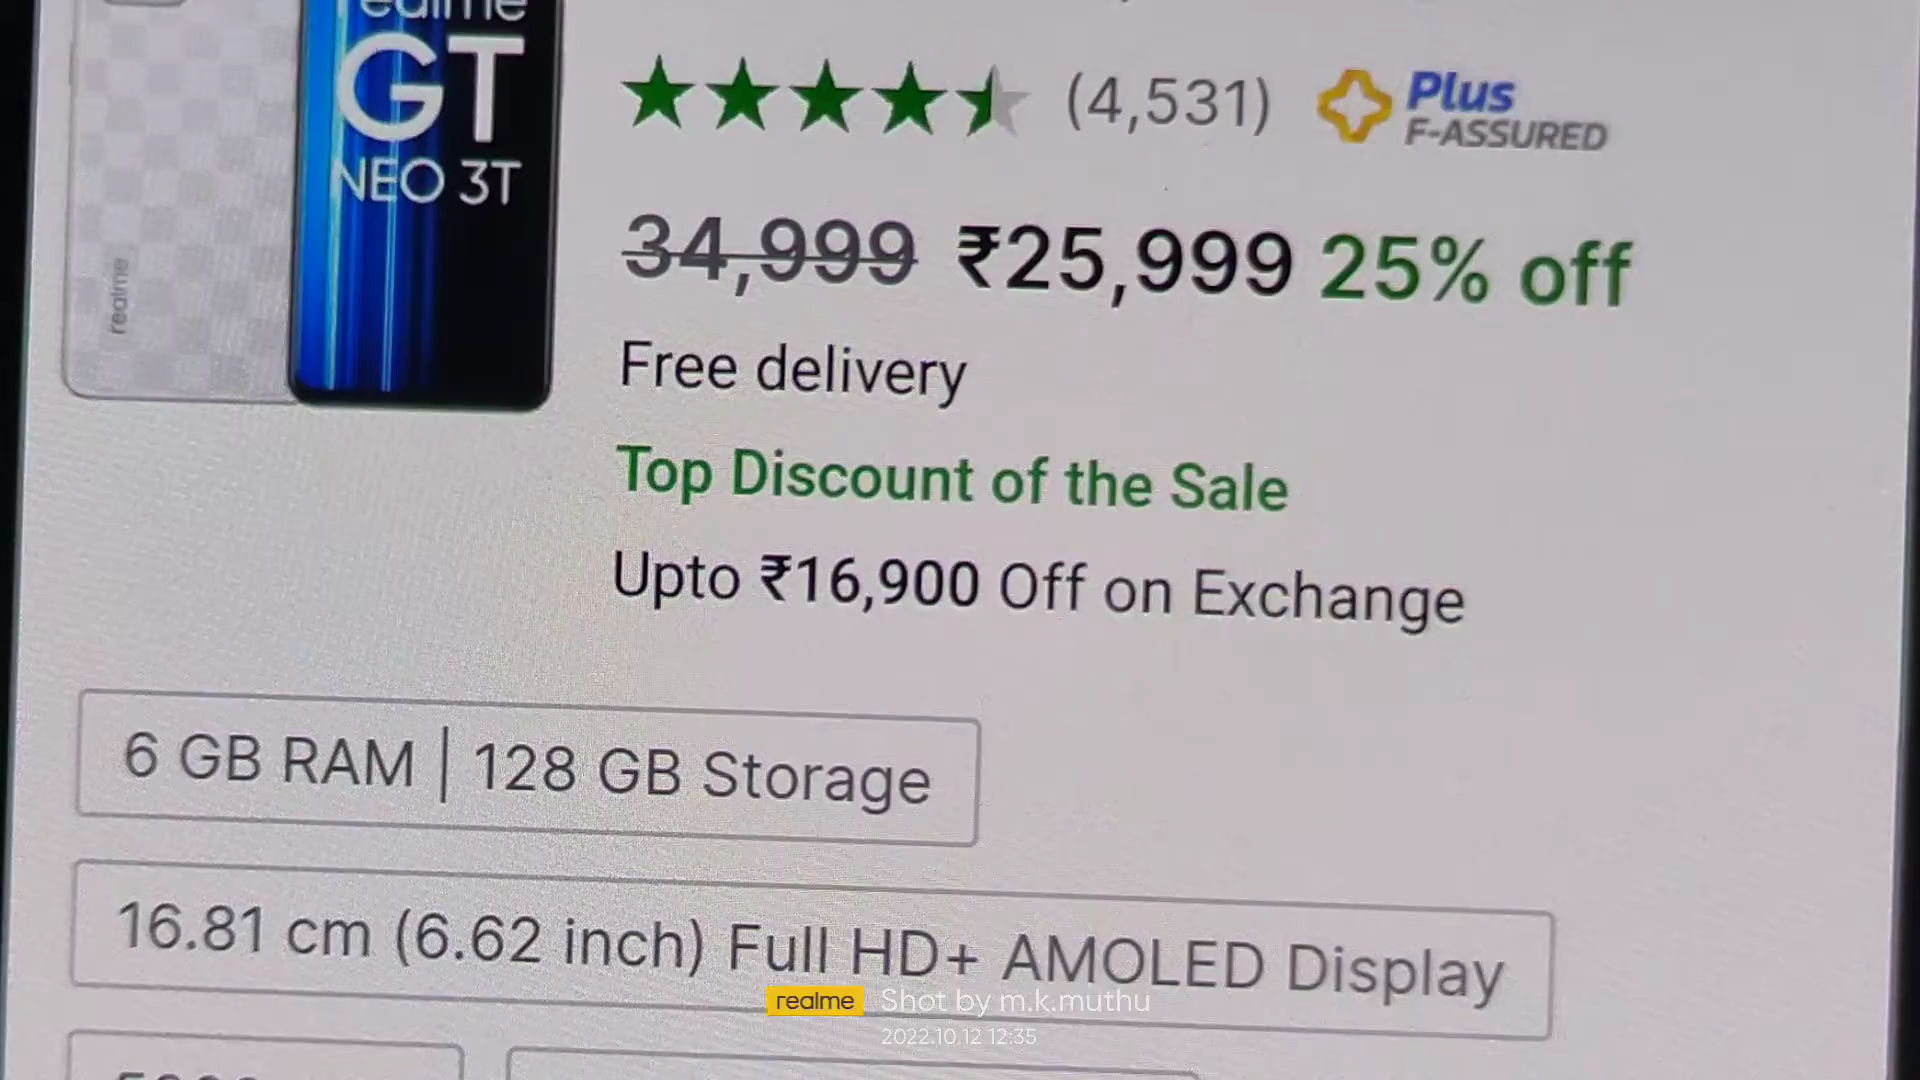 realme
GT
NEO 3T
realme
(4,531)
Plus
F-ASSURED
34,999 ₹25,999 25% off
Free delivery
Top Discount of the Sale
Upto ₹16,900 Off on Exchange
6 GB RAM | 128 GB Storage
16.81 cm (6.62 inch) Full HD+ AMOLED Display
realme Shot by m.k.muthu
2022.10.12 12:35